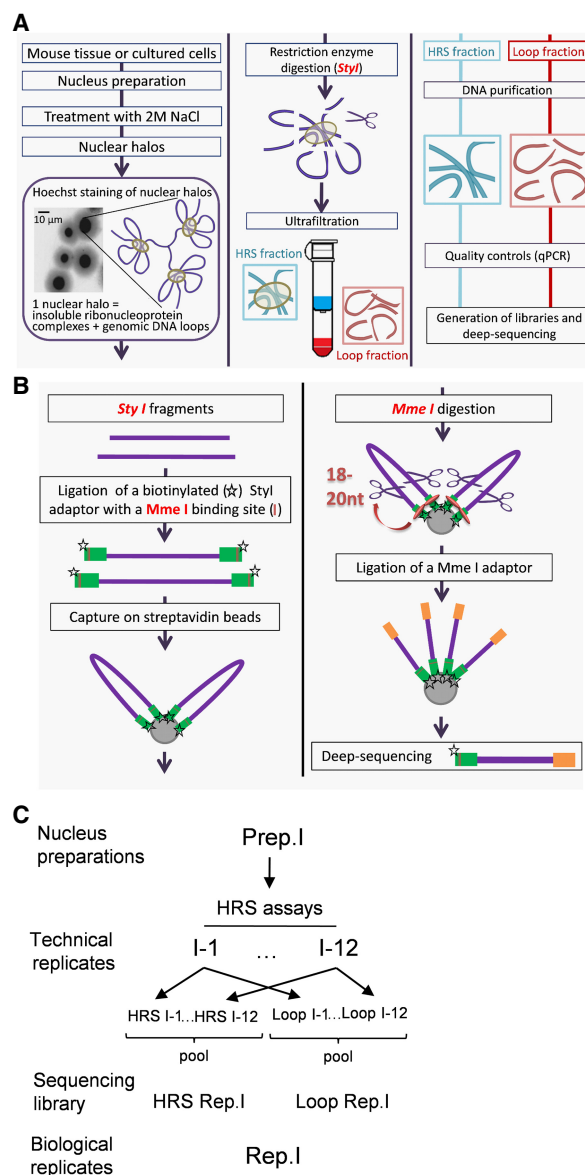 A
Mouse tissue or cultured cells
Nucleus preparation
Treatment with 2M NaCl
Nuclear halos
Hoechst staining of nuclear halos
10 µm
1 nuclear halo =
insoluble ribonucleoprotein
complexes + genomic DNA loops
Restriction enzyme
digestion (StyI)
Ultrafiltration
HRS fraction
Loop fraction
HRS fraction
Loop fraction
DNA purification
Quality controls (qPCR)
Generation of libraries and
deep-sequencing
B
Sty I fragments
Ligation of a biotinylated (☆) StyI
adaptor with a Mme I binding site (I)
Capture on streptavidin beads
Mme I digestion
18-
20nt
Ligation of a Mme I adaptor
Deep-sequencing
C
Nucleus
preparations
Prep.I
HRS assays
Technical
replicates
I-1 ... I-12
HRS I-1...HRS I-12 Loop I-1...Loop I-12
pool pool
Sequencing
library
HRS Rep.I Loop Rep.I
Biological
replicates
Rep.I